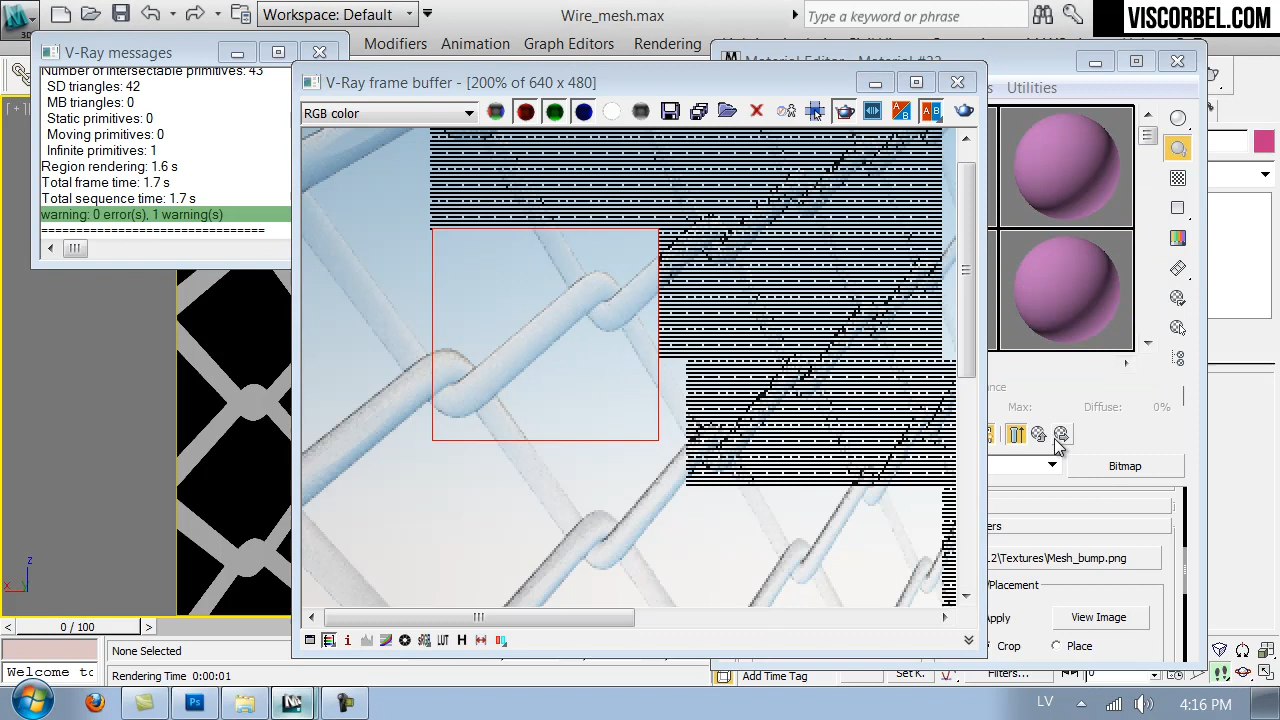 Workspace: Default
Wire_mesh.max
Type a keyword or phrase
VISCORBEL.COM
Modifiers
Animation
Graph Editors
Rendering
V-Ray messages
Number of intersectable primitives: 43
SD triangles: 42
MB triangles: 0
Static primitives: 0
Moving primitives: 0
Infinite primitives: 1
Region rendering: 1.6 s
Total frame time: 1.7 s
Total sequence time: 1.7 s
warning: 0 error(s), 1 warning(s)
=============================
V-Ray frame buffer - [200% of 640 x 480]
RGB color
Utilities
Max:
Diffuse:
0%
Bitmap
12\Textures\Mesh_bump.png
/Placement
Apply
View Image
Crop
Place
[+]
z
x
0 / 100
None Selected
Welcome to
Rendering Time 0:00:01
Add Time Tag
Set K.
Filters...
0
LV
4:16 PM